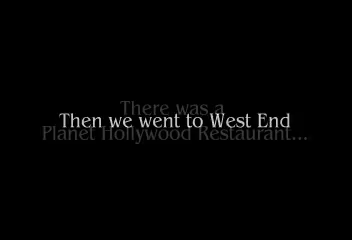 There was a
Then we went to West End
Planet Hollywood Restaurant...